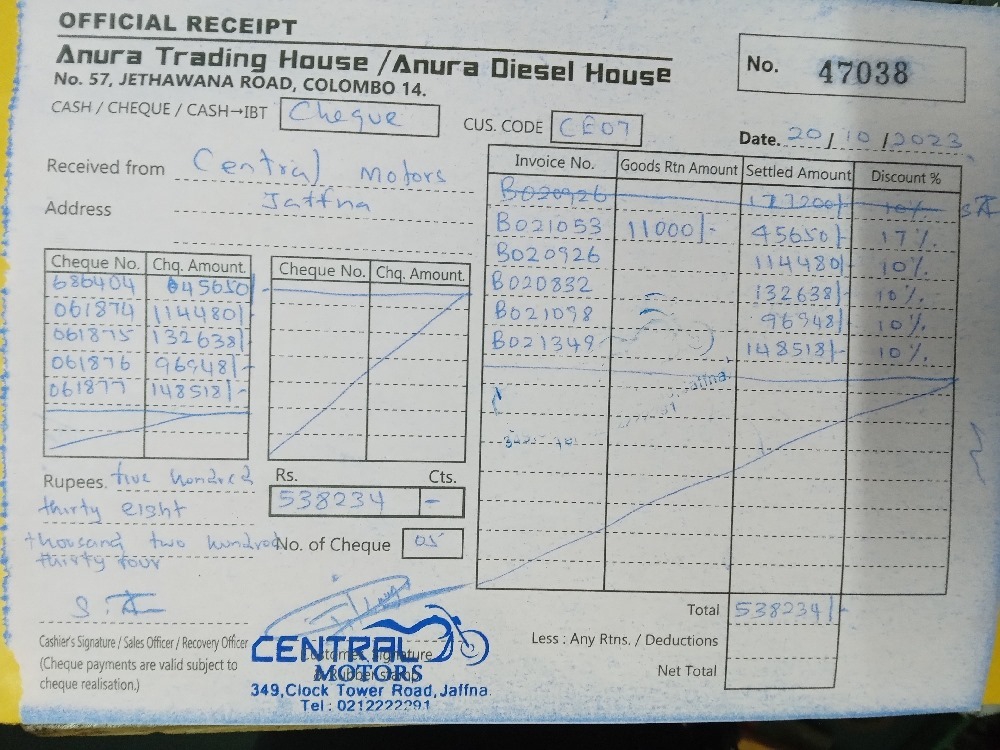 OFFICIAL RECEIPT
Anura Trading House / Anura Diesel House
No. 57, JETHAWANA ROAD, COLOMBO 14.
No. 47038
CASH / CHEQUE / CASH→IBT Cheque
CUS. CODE CE07
Date. 20/10/2023
Received from Central Motors
Address Jaffna
Invoice No. Goods Rtn Amount Settled Amount Discount %
B020926 177200/- 10%
B021053 11000/- 45650/- 17%
B020926 114480/- 10%
B020832 132638/- 10%
B021098 96948/- 10%
B021349 148518/- 10%
Cheque No. Chq. Amount.
686404 45650/-
061874 114480/-
061875 132638/-
061876 96948/-
061877 148518/-
Cheque No. Chq. Amount.
Jaffna.
Rupees. five hundred
thirty eight
thousand two hundred
thirty four
Rs. Cts.
538234 -
No. of Cheque 05
Total 538234/-
Less : Any Rtns. / Deductions
Net Total
Cashier's Signature / Sales Officer / Recovery Officer
(Cheque payments are valid subject to
cheque realisation.)
Customer Signature
& Rubber stamp
CENTRAL
MOTORS
349,Clock Tower Road,Jaffna.
Tel : 0212222291